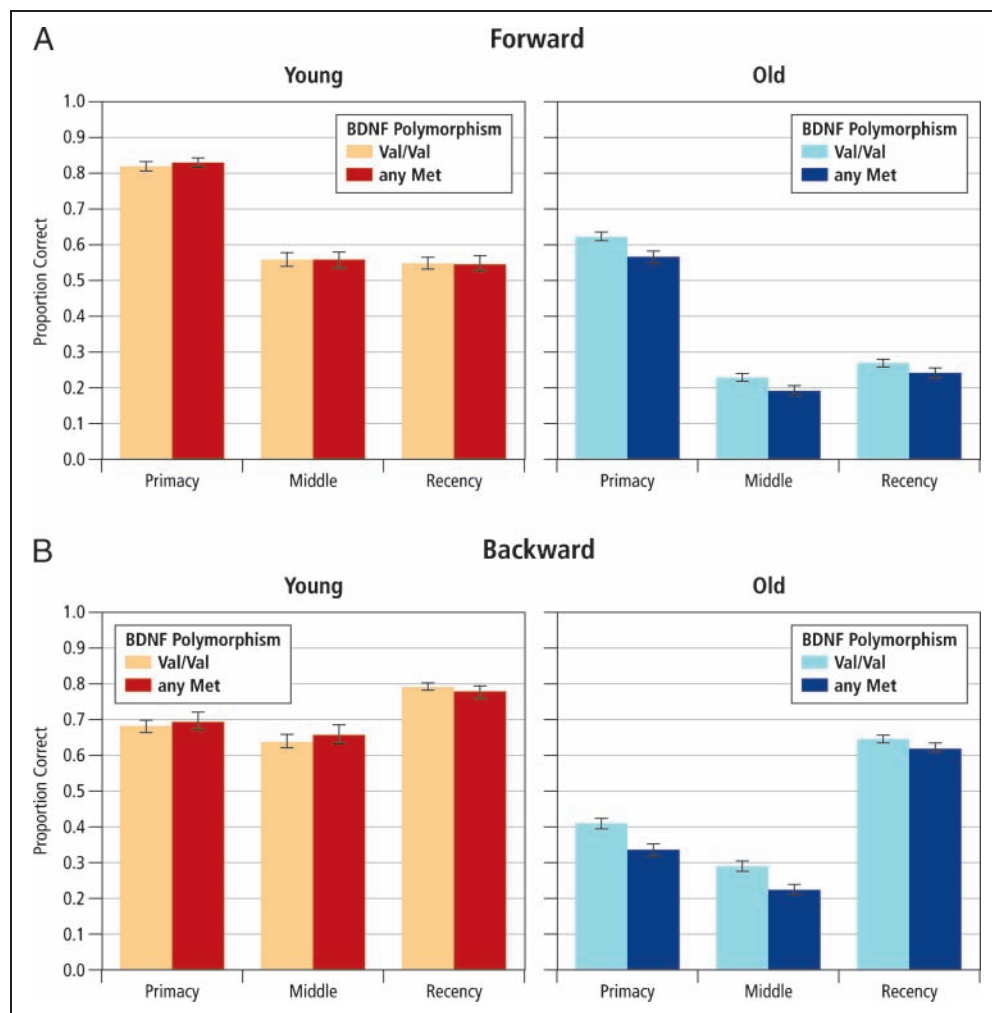 A
Forward
Young
Old
Proportion Correct
1.0
0.9
0.8
0.7
0.6
0.5
0.4
0.3
0.2
0.1
0.0
BDNF Polymorphism
Val/Val
any Met
BDNF Polymorphism
Val/Val
any Met
Primacy Middle Recency
Primacy Middle Recency
B
Backward
Young
Old
Proportion Correct
1.0
0.9
0.8
0.7
0.6
0.5
0.4
0.3
0.2
0.1
0.0
BDNF Polymorphism
Val/Val
any Met
BDNF Polymorphism
Val/Val
any Met
Primacy Middle Recency
Primacy Middle Recency